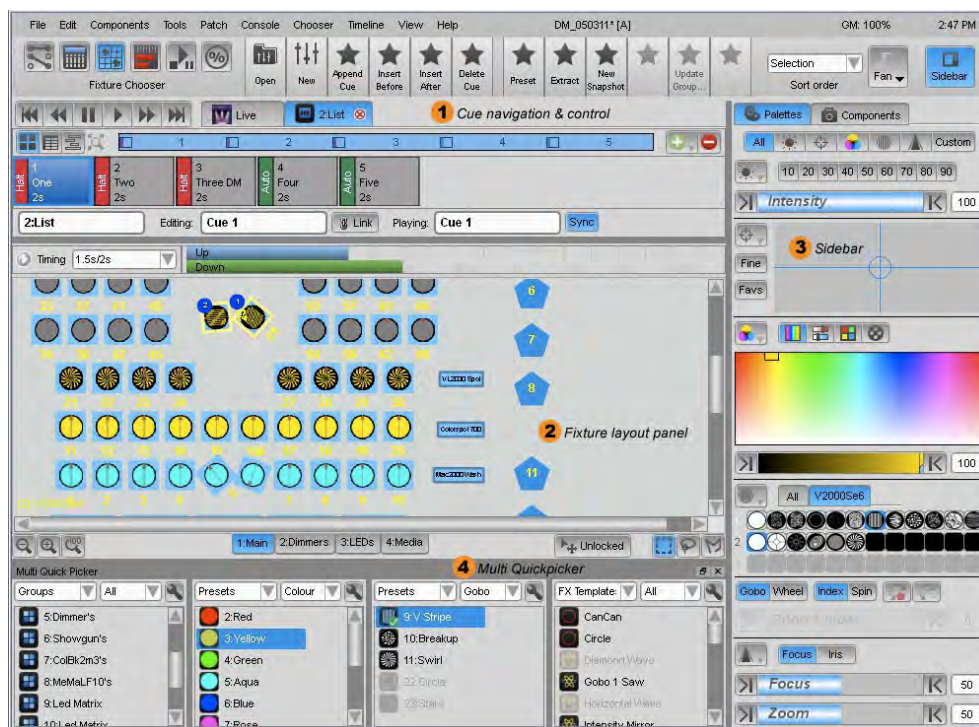 File Edit Components Tools Patch Console Chooser Timeline View Help DM_050311* [A] GM: 100% 2:47 PM
Fixture Chooser
Open New Append Cue Insert Before Insert After Delete Cue Preset Extract New Snapshot Update Group...
Selection
Sort order
Fan
Sidebar
Live 2:List
1 Cue navigation & control
Palettes Components
1 2 3 4 5
All Custom
Halt 1 One 2s
Halt 2 Two 2s
Halt 3 Three DM 2s
Auto 4 Four 2s
Auto 5 Five 2s
10 20 30 40 50 60 70 80 90
Intensity 100
2:List Editing: Cue 1 Link Playing: Cue 1 Sync
Timing 1.5s/2s Up
Down
3 Sidebar
Fine
Favs
2 1
6
7
8
VL2000 Spot
Colorspot 700
2 Fixture layout panel
Mac2000Wash
11
100
All V2000Se6
2
1:Main 2:Dimmers 3:LEDs 4:Media
Unlocked
Multi Quick Picker
4 Multi Quickpicker
Gobo Wheel Index Spin
Groups All Presets Colour Presets Gobo FX Template: All
5:Dimmer's 2:Red 9:V Stripe CanCan
6:Showgun's 3:Yellow 10:Breakup Circle
7:ColBk2m3's 4:Green 11:Swirl Diamond Wave
8:MeMaLF10's 5:Aqua 22:Circle Gobo 1 Saw
9:Led Matrix 6:Blue Horizontal Wave
10:Led Matrix 7:Rose Intensity Mirror
Focus Iris
Focus 50
Zoom 50